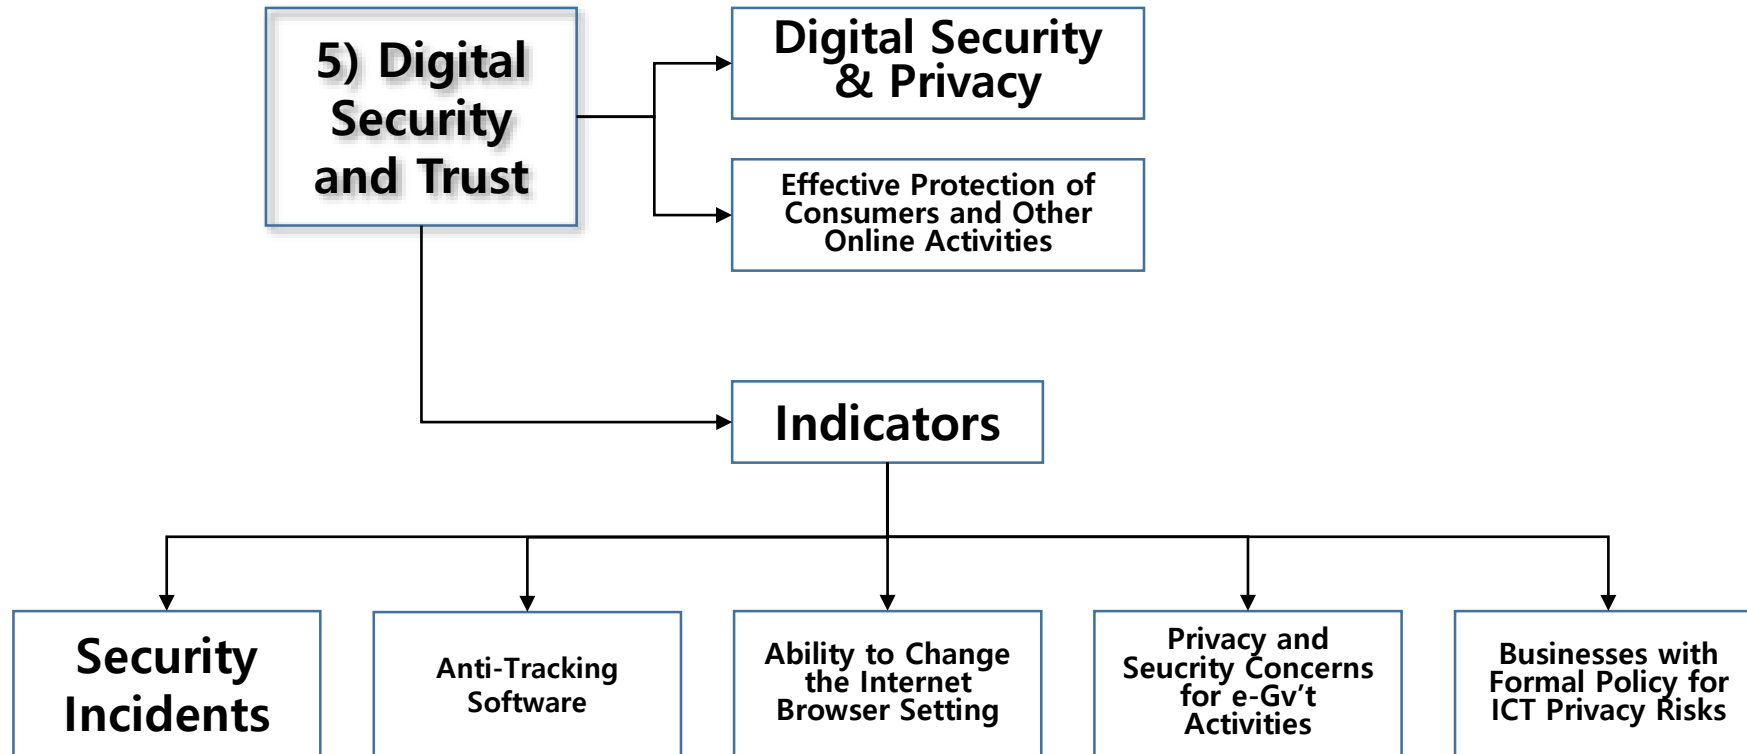 5) Digital
Security
and Trust
Digital Security
& Privacy
Effective Protection of
Consumers and Other
Online Activities
Indicators
Security
Incidents
Anti-Tracking
Software
Ability to Change
the Internet
Browser Setting
Privacy and
Seucrity Concerns
for e-Gv't
Activities
Businesses with
Formal Policy for
ICT Privacy Risks